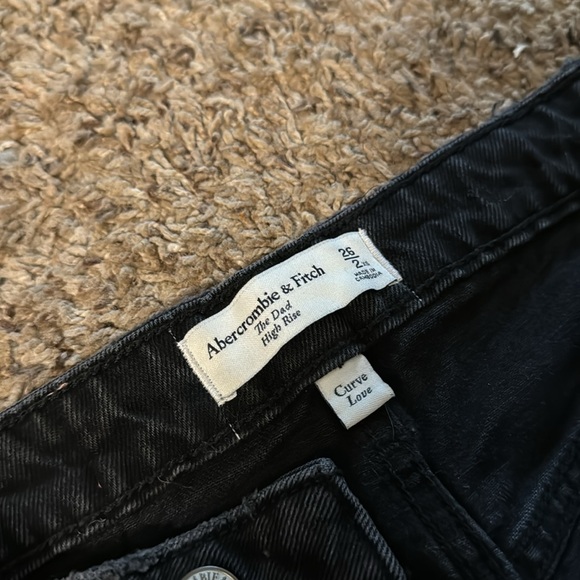 Abercrombie & Fitch
The Dad
High Rise
26
2
MADE IN
CAMBODIA
Curve
Love